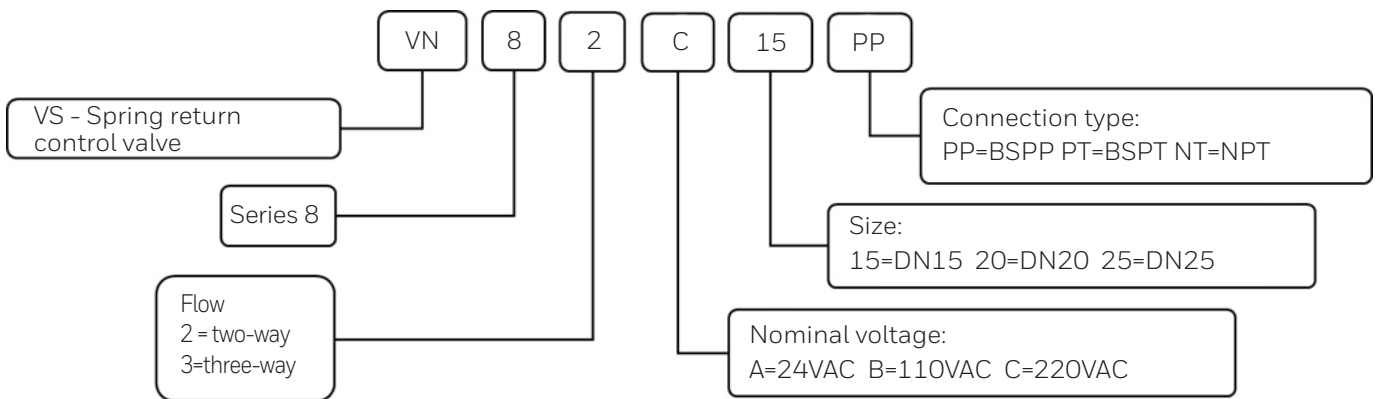 VN 8 2 C 15 PP
VS - Spring return
control valve
Connection type:
PP=BSPP PT=BSPT NT=NPT
Series 8
Size:
15=DN15 20=DN20 25=DN25
Flow
2 = two-way
3=three-way
Nominal voltage:
A=24VAC B=110VAC C=220VAC